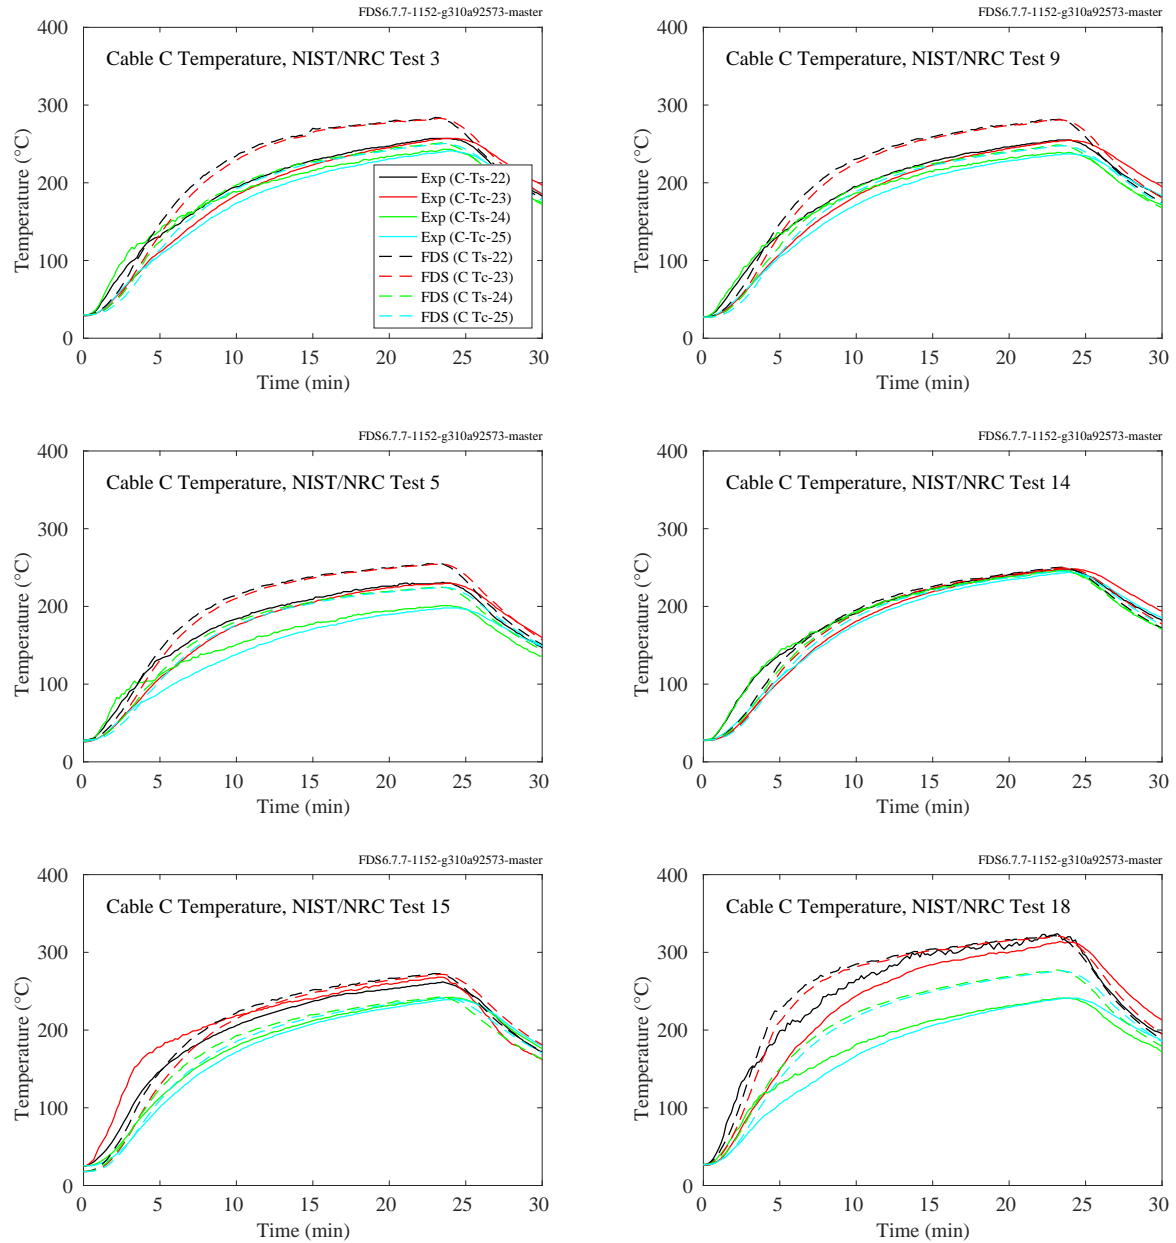 FDS6.7.7-1152-g310a92573-master
Cable C Temperature, NIST/NRC Test 3
400
300
200
100
0
Temperature (°C)
Exp (C-Ts-22)
Exp (C-Tc-23)
Exp (C-Ts-24)
Exp (C-Tc-25)
FDS (C Ts-22)
FDS (C Tc-23)
FDS (C Ts-24)
FDS (C Tc-25)
0 5 10 15 20 25 30
Time (min)
FDS6.7.7-1152-g310a92573-master
Cable C Temperature, NIST/NRC Test 9
400
300
200
100
0
Temperature (°C)
0 5 10 15 20 25 30
Time (min)
FDS6.7.7-1152-g310a92573-master
Cable C Temperature, NIST/NRC Test 5
400
300
200
100
0
Temperature (°C)
0 5 10 15 20 25 30
Time (min)
FDS6.7.7-1152-g310a92573-master
Cable C Temperature, NIST/NRC Test 14
400
300
200
100
0
Temperature (°C)
0 5 10 15 20 25 30
Time (min)
FDS6.7.7-1152-g310a92573-master
Cable C Temperature, NIST/NRC Test 15
400
300
200
100
0
Temperature (°C)
0 5 10 15 20 25 30
Time (min)
FDS6.7.7-1152-g310a92573-master
Cable C Temperature, NIST/NRC Test 18
400
300
200
100
0
Temperature (°C)
0 5 10 15 20 25 30
Time (min)